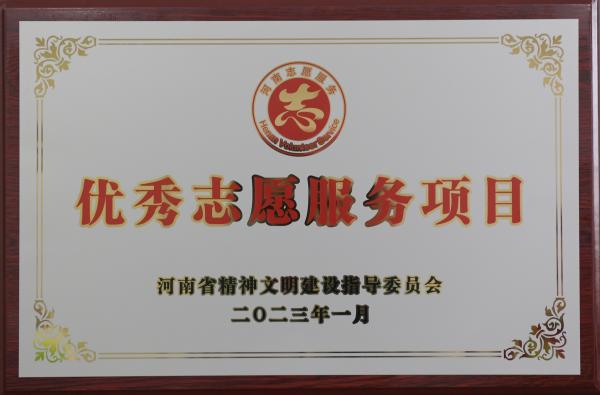 河南志愿服务
志
Henan Volunteer Service
优秀志愿服务项目
河南省精神文明建设指导委员会
二〇二三年一月